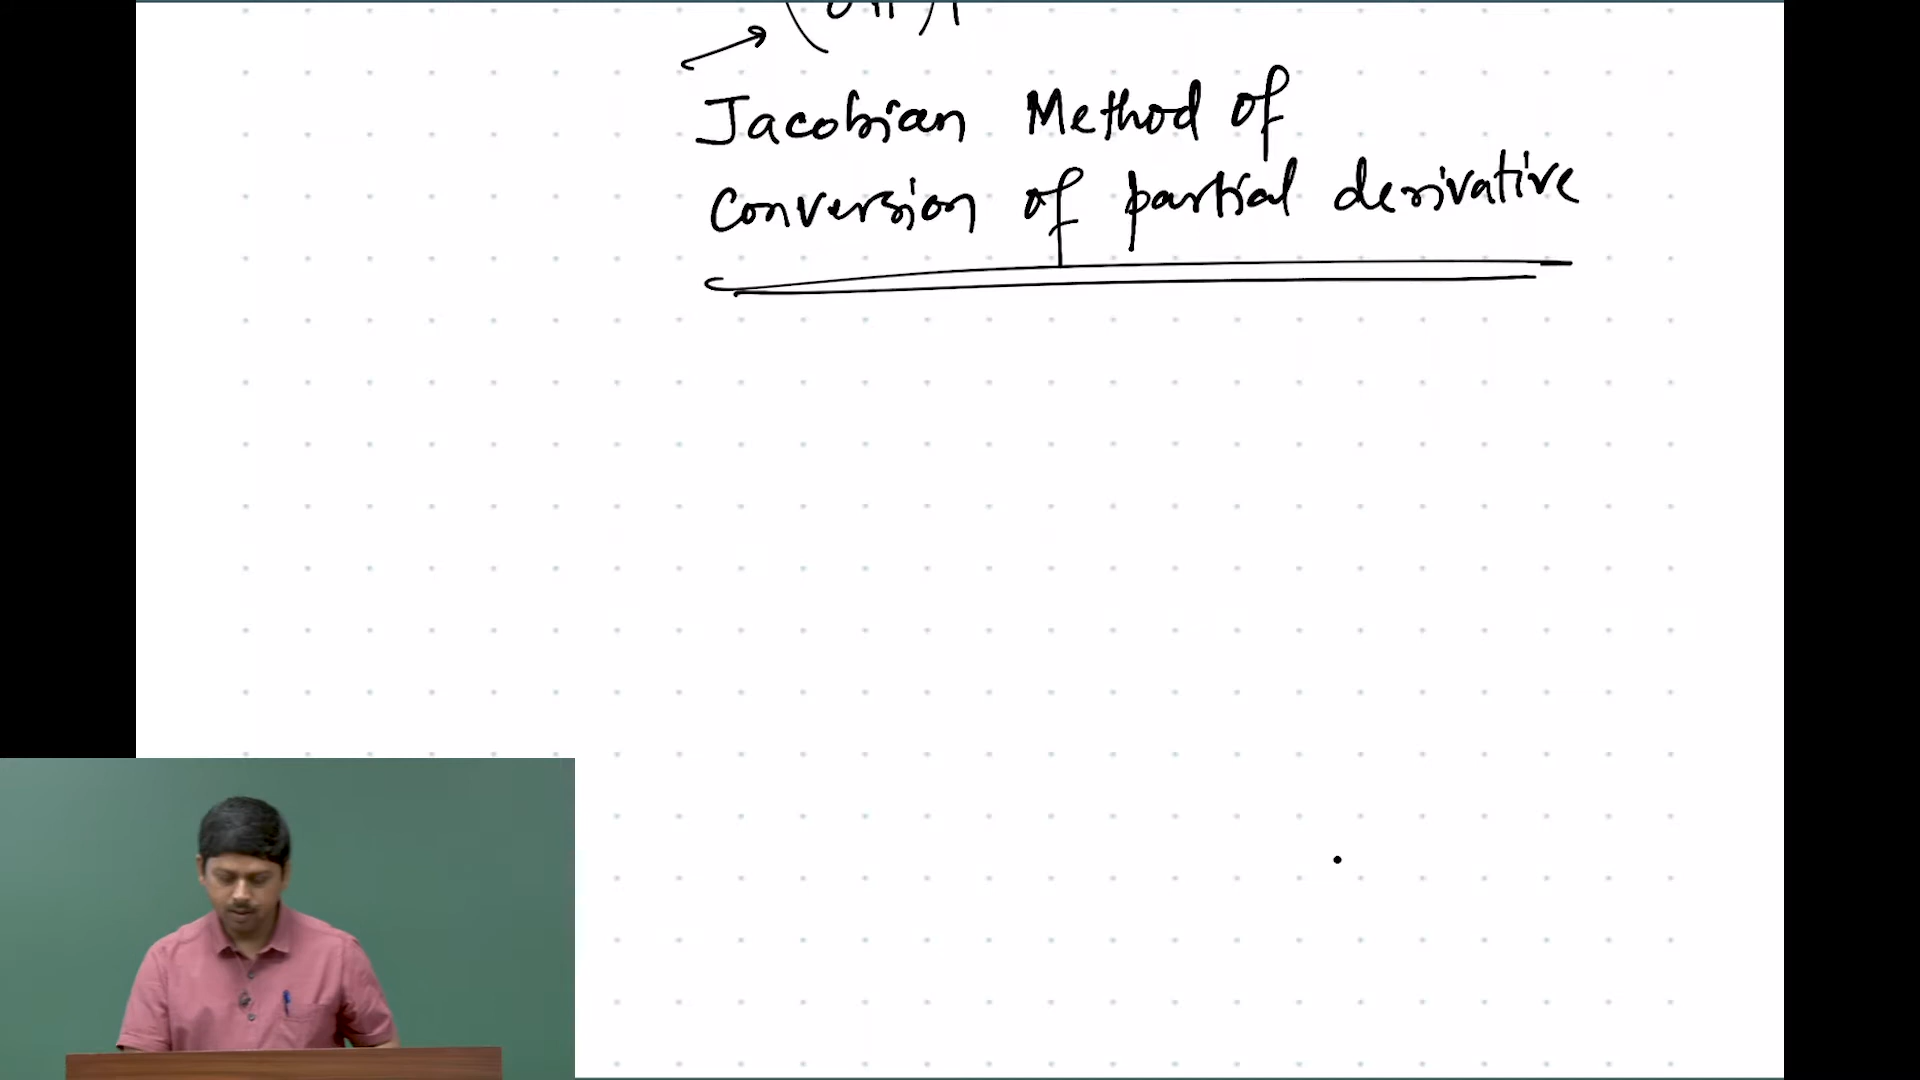 Jacobian Method of
conversion of partial derivative